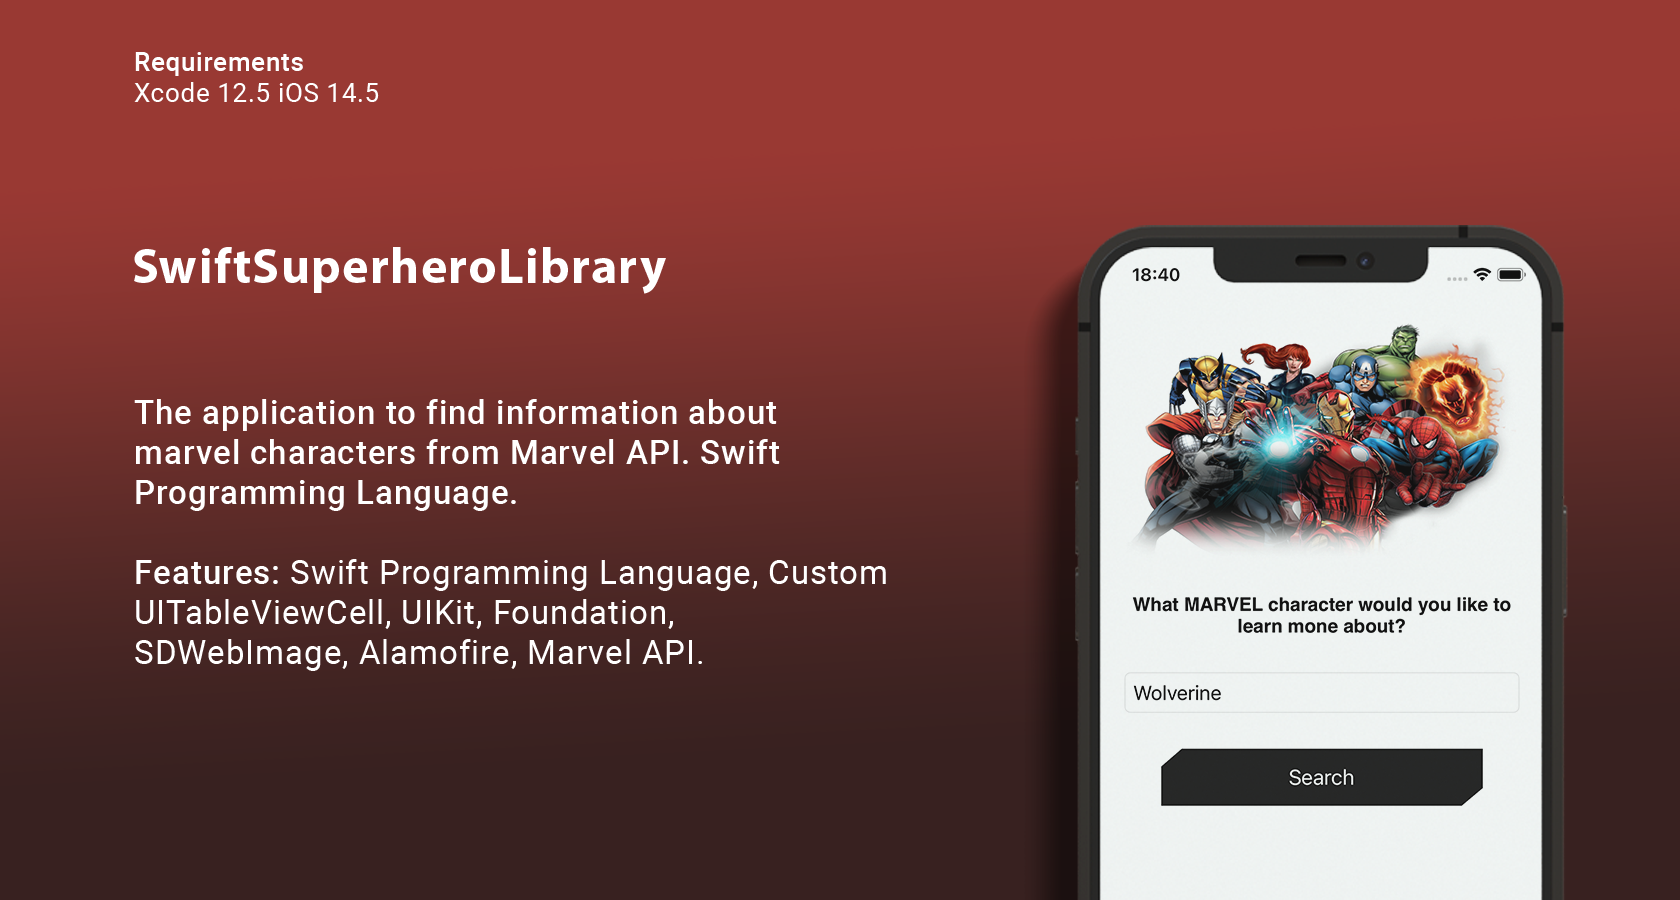 Requirements
Xcode 12.5 iOS 14.5
SwiftSuperheroLibrary
The application to find information about
marvel characters from Marvel API. Swift
Programming Language.
Features: Swift Programming Language, Custom
UITableViewCell, UIKit, Foundation,
SDWebImage, Alamofire, Marvel API.
18:40
What MARVEL character would you like to
learn mone about?
Wolverine
Search